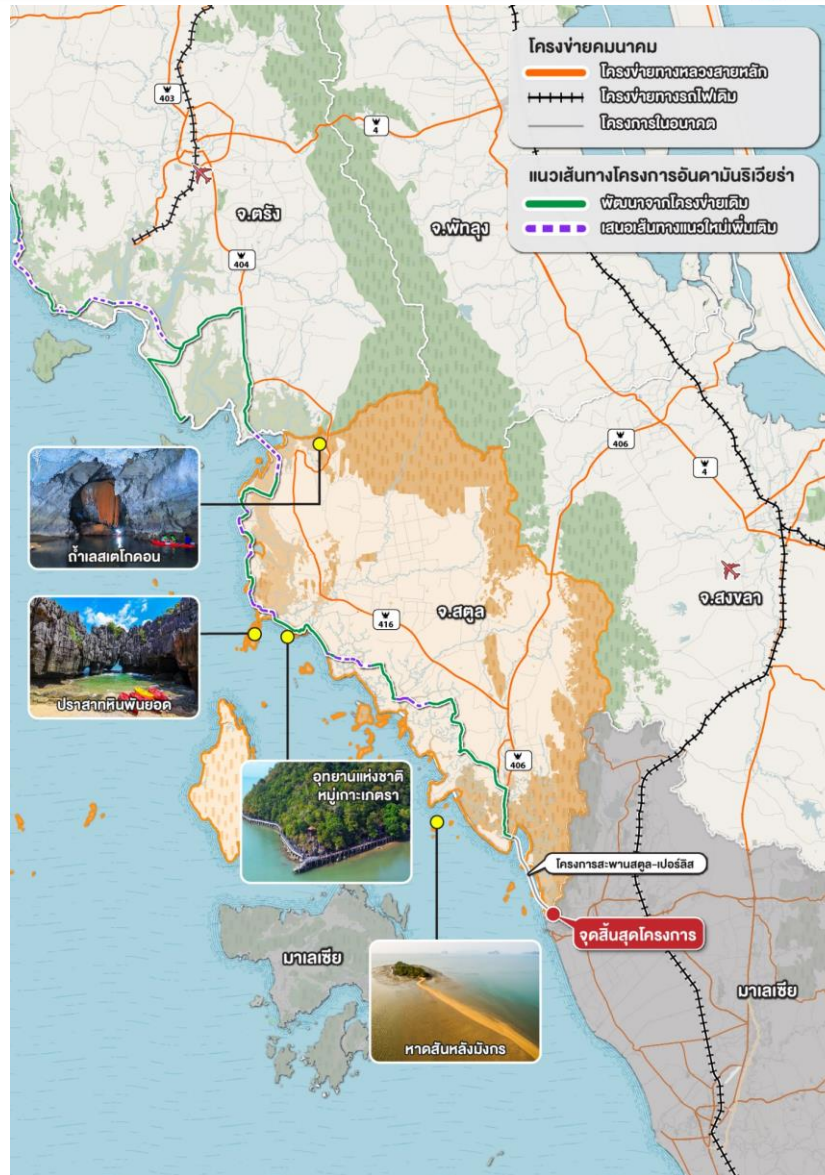 โครงข่ายคมนาคม
โครงข่ายทางหลวงสายหลัก
โครงข่ายทางรถไฟเดิม
โครงการในอนาคต
แนวเส้นทางโครงการอันดามันริเวียร่า
พัฒนาจากโครงข่ายเดิม
เสนอเส้นทางแนวใหม่เพิ่มเติม
403
4
จ.ตรัง
จ.พัทลุง
404
406
4
ถ้ำเลสเตโกดอน
จ.สงขลา
จ.สตูล
416
ปราสาทหินพันยอด
406
อุทยานแห่งชาติ
หมู่เกาะเภตรา
โครงการสะพานสตูล-เปอร์ลิส
จุดสิ้นสุดโครงการ
มาเลเซีย
มาเลเซีย
หาดสันหลังมังกร